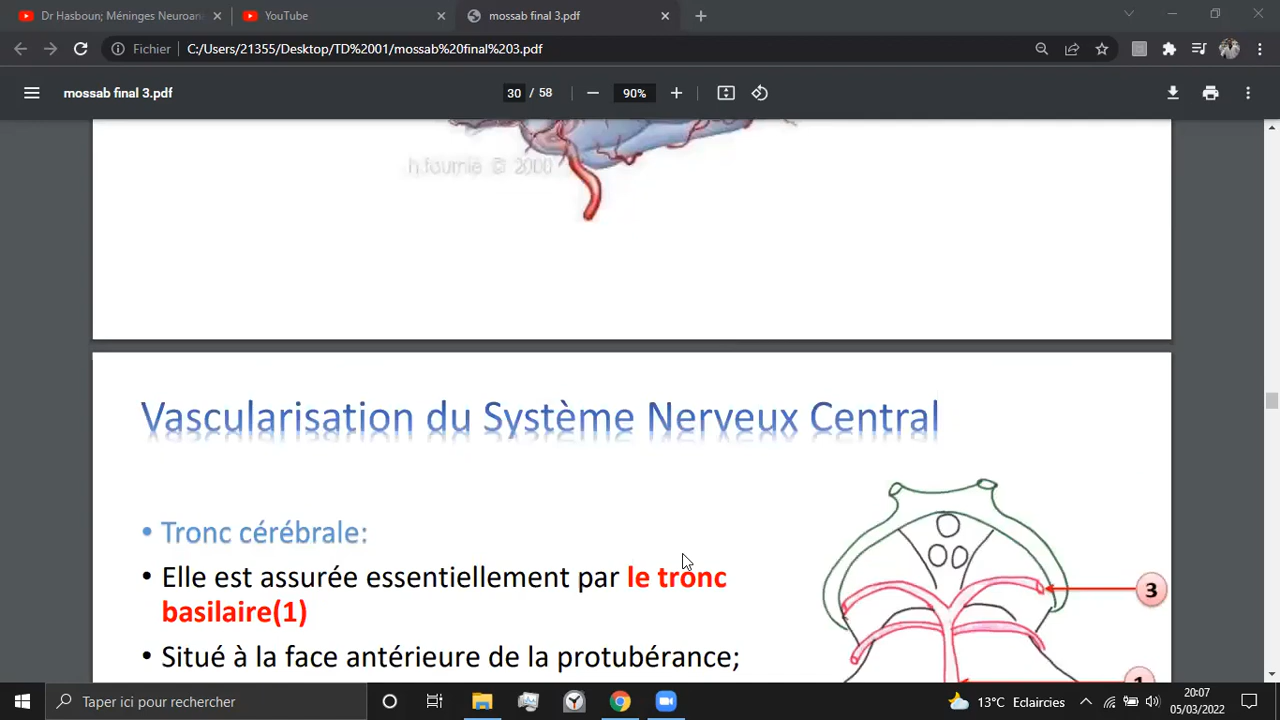 Dr Hasboun; Méninges Neuroan
YouTube
mossab final 3.pdf
Fichier
C:/Users/21355/Desktop/TD%2001/mossab%20final%203.pdf
mossab final 3.pdf
30 / 58
90%
h.fournié © 2000
Vascularisation du Système Nerveux Central
• Tronc cérébrale:
• Elle est assurée essentiellement par le tronc
basilaire(1)
3
• Situé à la face antérieure de la protubérance;
1
Taper ici pour rechercher
13°C Eclaircies
20:07
05/03/2022